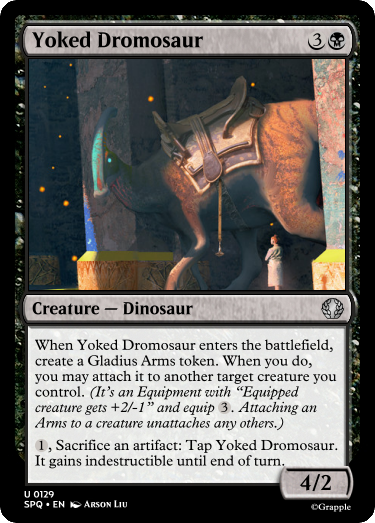 Yoked Dromosaur 3
Creature — Dinosaur
When Yoked Dromosaur enters the battlefield,
create a Gladius Arms token. When you do,
you may attach it to another target creature you
control. (It's an Equipment with “Equipped
creature gets +2/-1” and equip 3. Attaching an
Arms to a creature unattaches any others.)
1, Sacrifice an artifact: Tap Yoked Dromosaur.
It gains indestructible until end of turn.
4/2
U 0129
SPQ • EN Arson Liu
©Grapple